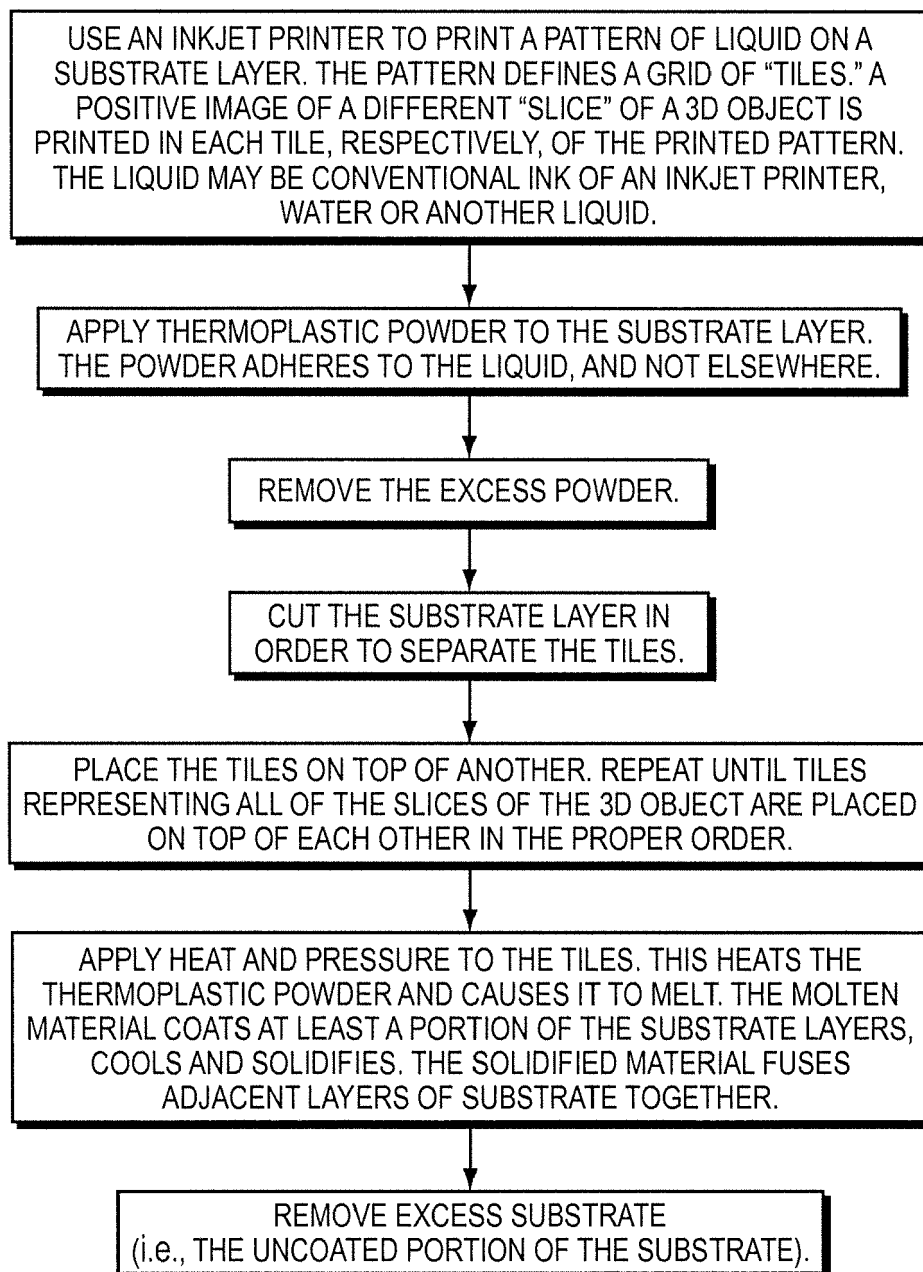 USE AN INKJET PRINTER TO PRINT A PATTERN OF LIQUID ON A
SUBSTRATE LAYER. THE PATTERN DEFINES A GRID OF “TILES.” A
POSITIVE IMAGE OF A DIFFERENT “SLICE” OF A 3D OBJECT IS
PRINTED IN EACH TILE, RESPECTIVELY, OF THE PRINTED PATTERN.
THE LIQUID MAY BE CONVENTIONAL INK OF AN INKJET PRINTER,
WATER OR ANOTHER LIQUID.
APPLY THERMOPLASTIC POWDER TO THE SUBSTRATE LAYER.
THE POWDER ADHERES TO THE LIQUID, AND NOT ELSEWHERE.
REMOVE THE EXCESS POWDER.
CUT THE SUBSTRATE LAYER IN
ORDER TO SEPARATE THE TILES.
PLACE THE TILES ON TOP OF ANOTHER. REPEAT UNTIL TILES
REPRESENTING ALL OF THE SLICES OF THE 3D OBJECT ARE PLACED
ON TOP OF EACH OTHER IN THE PROPER ORDER.
APPLY HEAT AND PRESSURE TO THE TILES. THIS HEATS THE
THERMOPLASTIC POWDER AND CAUSES IT TO MELT. THE MOLTEN
MATERIAL COATS AT LEAST A PORTION OF THE SUBSTRATE LAYERS,
COOLS AND SOLIDIFIES. THE SOLIDIFIED MATERIAL FUSES
ADJACENT LAYERS OF SUBSTRATE TOGETHER.
REMOVE EXCESS SUBSTRATE
(i.e., THE UNCOATED PORTION OF THE SUBSTRATE).